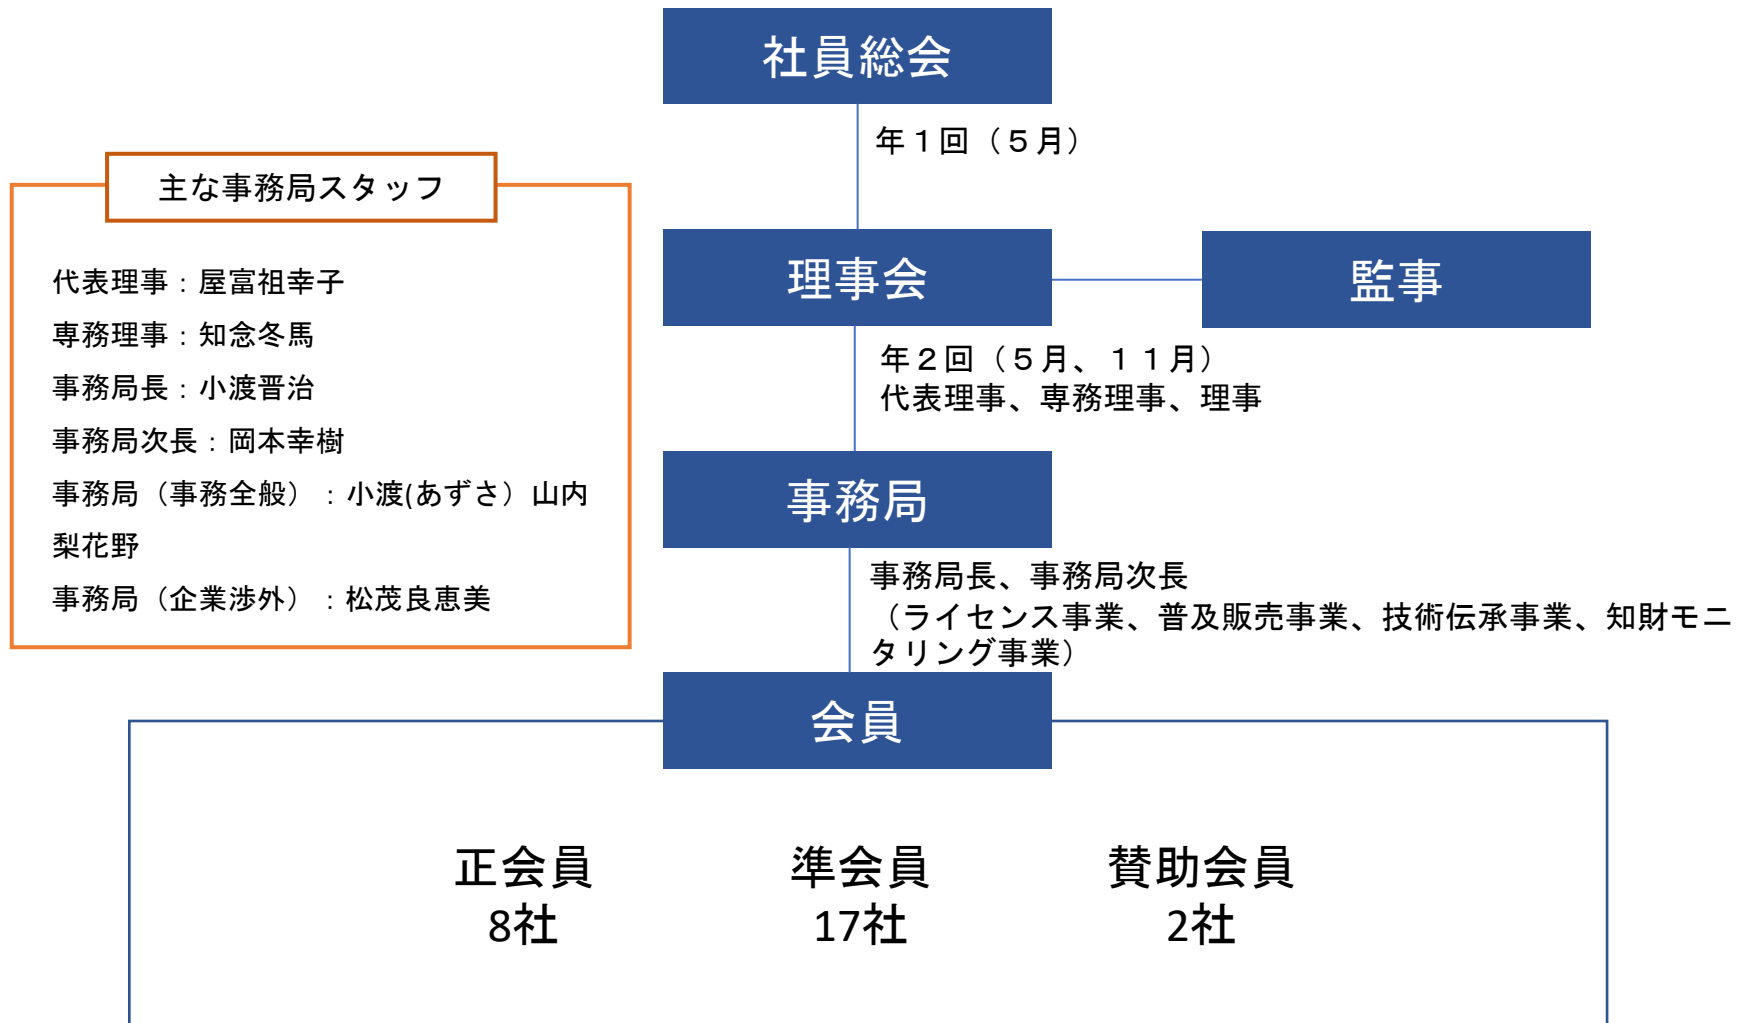 社員総会
年１回（５月）
主な事務局スタッフ
代表理事：屋富祖幸子
専務理事：知念冬馬
事務局長：小渡晋治
事務局次長：岡本幸樹
事務局（事務全般）：小渡(あずさ）山内
梨花野
事務局（企業渉外）：松茂良恵美
理事会
監事
年２回（５月、１１月）
代表理事、専務理事、理事
事務局
事務局長、事務局次長
（ライセンス事業、普及販売事業、技術伝承事業、知財モニ
タリング事業）
会員
正会員
8社
準会員
17社
賛助会員
2社